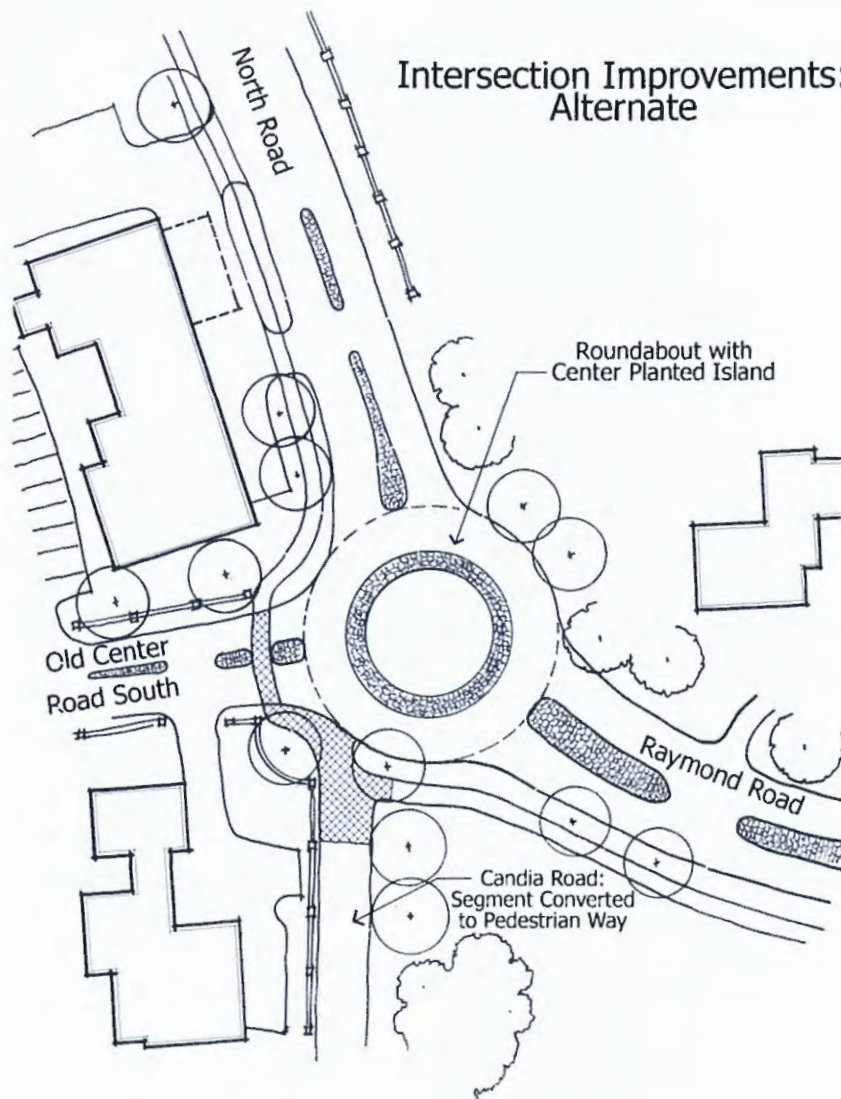 Intersection Improvements:
Alternate
North Road
Roundabout with
Center Planted Island
Old Center
Road South
Raymond Road
Candia Road:
Segment Converted
to Pedestrian Way